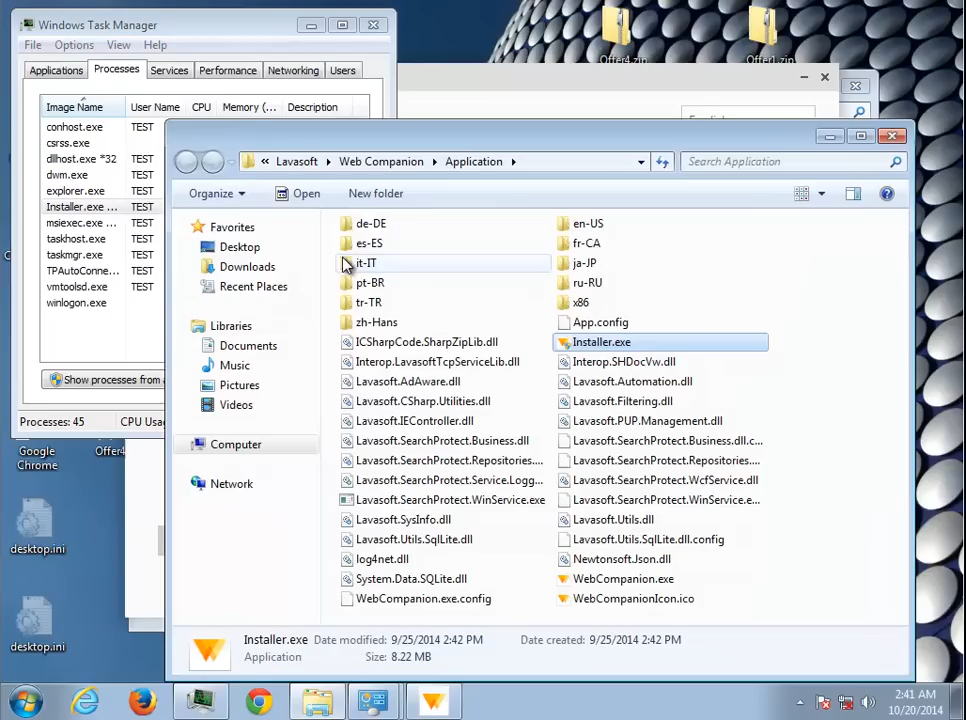 Windows Task Manager
File Options View Help
Applications Processes Services Performance Networking Users
Image Name User Name CPU Memory (... Description
conhost.exe TEST
csrss.exe
dllhost.exe *32 TEST
dwm.exe TEST
explorer.exe TEST
Installer.exe ... TEST
msiexec.exe ... TEST
taskhost.exe TEST
taskmgr.exe TEST
TPAutoConne... TEST
vmtoolsd.exe TEST
winlogon.exe
Show processes from a
Processes: 45 CPU Usag
Offer4.zip
Offer1.zip
Google Chrome
Offer4
desktop.ini
desktop.ini
« Lavasoft Web Companion Application
Search Application
Organize Open New folder
Favorites
Desktop
Downloads
Recent Places
Libraries
Documents
Music
Pictures
Videos
Computer
Network
de-DE
en-US
es-ES
fr-CA
it-IT
ja-JP
pt-BR
ru-RU
tr-TR
x86
zh-Hans
App.config
ICSharpCode.SharpZipLib.dll
Installer.exe
Interop.LavasoftTcpServiceLib.dll
Interop.SHDocVw.dll
Lavasoft.AdAware.dll
Lavasoft.Automation.dll
Lavasoft.CSharp.Utilities.dll
Lavasoft.Filtering.dll
Lavasoft.IEController.dll
Lavasoft.PUP.Management.dll
Lavasoft.SearchProtect.Business.dll
Lavasoft.SearchProtect.Business.dll.c...
Lavasoft.SearchProtect.Repositories....
Lavasoft.SearchProtect.Repositories....
Lavasoft.SearchProtect.Service.Logg...
Lavasoft.SearchProtect.WcfService.dll
Lavasoft.SearchProtect.WinService.exe
Lavasoft.SearchProtect.WinService.e...
Lavasoft.SysInfo.dll
Lavasoft.Utils.dll
Lavasoft.Utils.SqlLite.dll
Lavasoft.Utils.SqlLite.dll.config
log4net.dll
Newtonsoft.Json.dll
System.Data.SQLite.dll
WebCompanion.exe
WebCompanion.exe.config
WebCompanionIcon.ico
Installer.exe Date modified: 9/25/2014 2:42 PM Date created: 9/25/2014 2:42 PM
Application Size: 8.22 MB
2:41 AM
10/20/2014